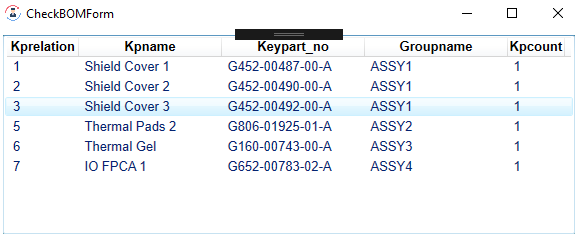 CheckBOMForm
Kprelation Kpname Keypart_no Groupname Kpcount
1 Shield Cover 1 G452-00487-00-A ASSY1 1
2 Shield Cover 2 G452-00490-00-A ASSY1 1
3 Shield Cover 3 G452-00492-00-A ASSY1 1
5 Thermal Pads 2 G806-01925-01-A ASSY2 1
6 Thermal Gel G160-00743-00-A ASSY3 1
7 IO FPCA 1 G652-00783-02-A ASSY4 1